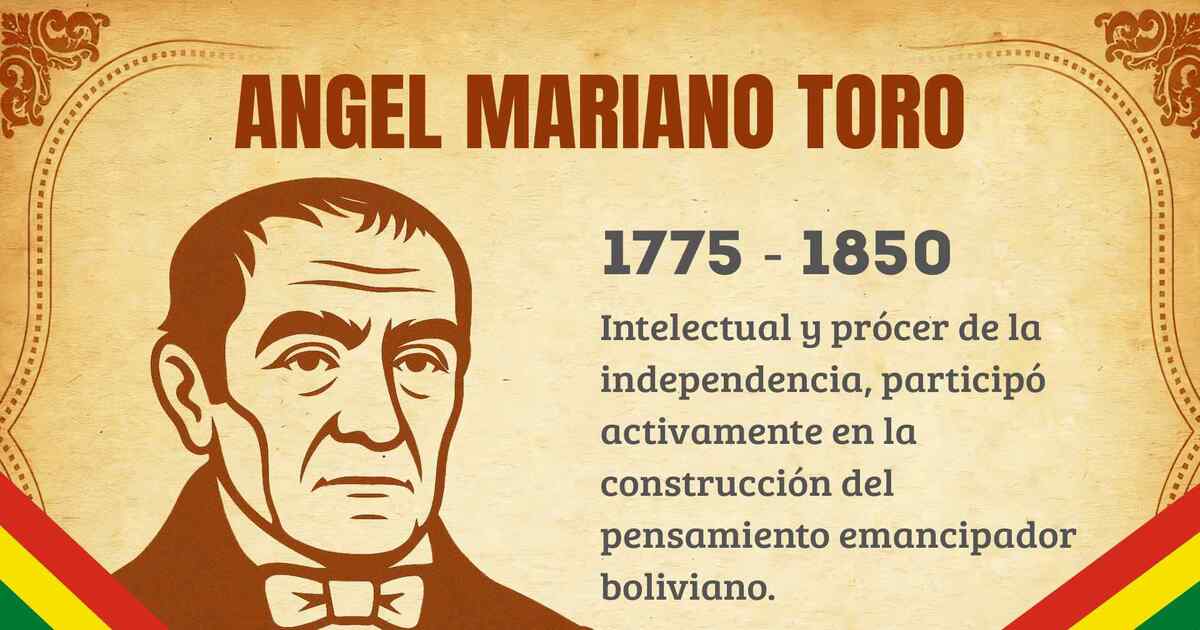 ANGEL MARIANO TORO
1775 - 1850
Intelectual y prócer de la
independencia, participó
activamente en la
construcción del
pensamiento emancipador
boliviano.